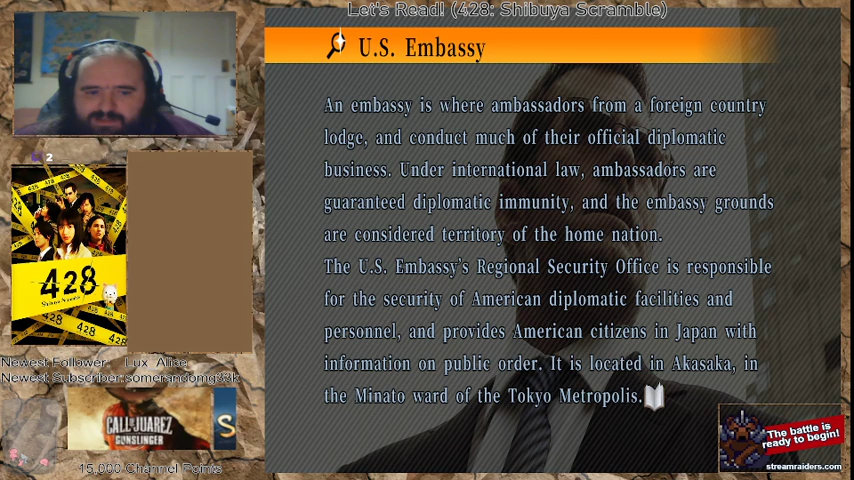 Let's Read! (428: Shibuya Scramble)
U.S. Embassy
An embassy is where ambassadors from a foreign country
lodge, and conduct much of their official diplomatic
business. Under international law, ambassadors are
guaranteed diplomatic immunity, and the embassy grounds
are considered territory of the home nation.
The U.S. Embassy's Regional Security Office is responsible
for the security of American diplomatic facilities and
personnel, and provides American citizens in Japan with
information on public order. It is located in Akasaka, in
the Minato ward of the Tokyo Metropolis.
2
428
Newest Follower: Lux_Alice
Newest Subscriber:
CALL of JUAREZ
GUNSLINGER
S
15,000 Channel Points
The battle is
ready to begin!
streamraiders.com